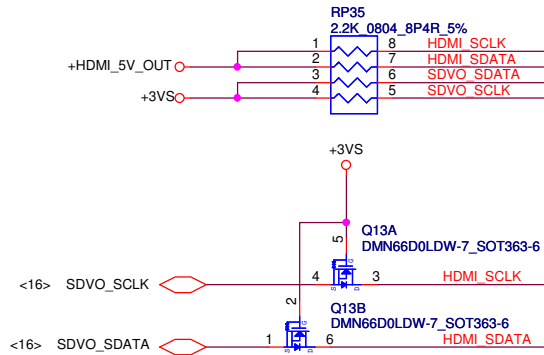 RP35
2.2K_0804_8P4R_5%
1 8 HDMI_SCLK
+HDMI_5V_OUT 2 7 HDMI_SDATA
3 6 SDVO_SDATA
+3VS 4 5 SDVO_SCLK
+3VS
5 Q13A
DMN66D0LDW-7_SOT363-6
G
<16> SDVO_SCLK 4 3 HDMI_SCLK
S D
2 Q13B
DMN66D0LDW-7_SOT363-6
G
<16> SDVO_SDATA 1 6 HDMI_SDATA
S D